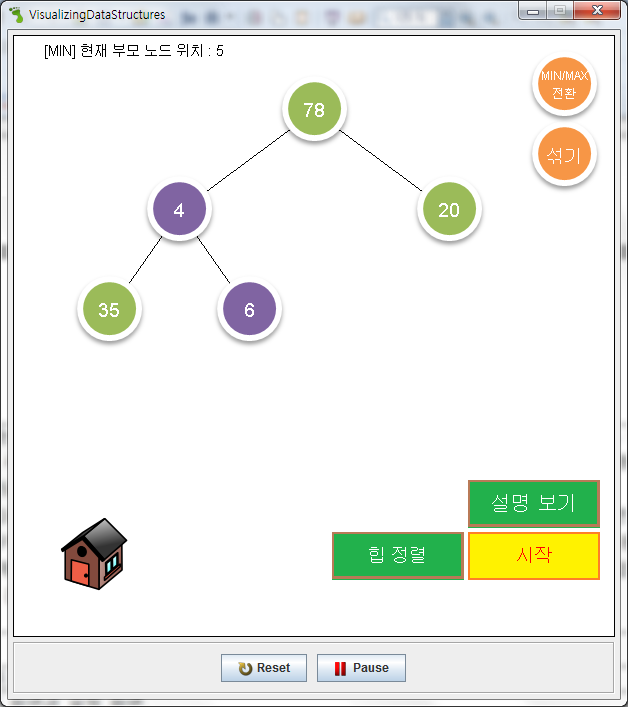 VisualizingDataStructures
[MIN] 현재 부모 노드 위치 : 5
MIN/MAX
전환
섞기
78
4
20
35
6
설명 보기
힙 정렬
시작
Reset
Pause